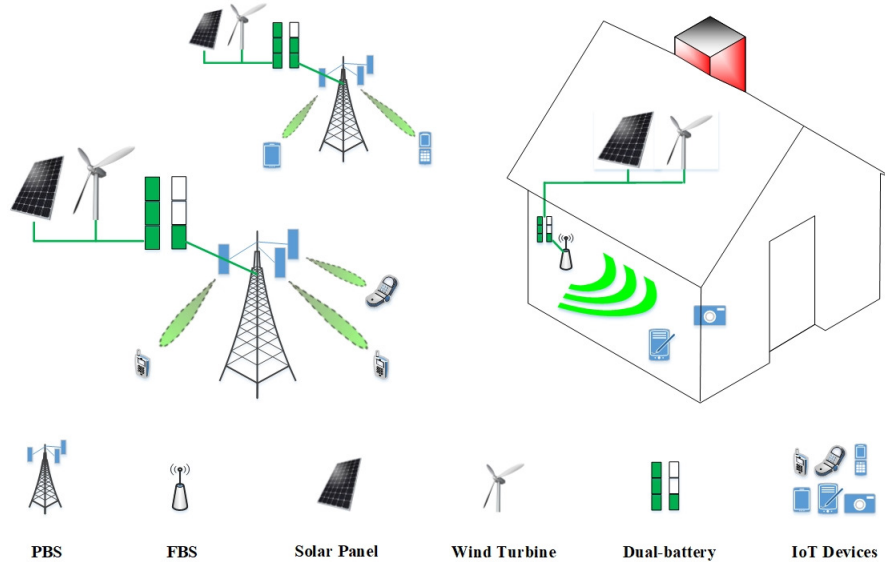 PBS
FBS
Solar Panel
Wind Turbine
Dual-battery
IoT Devices